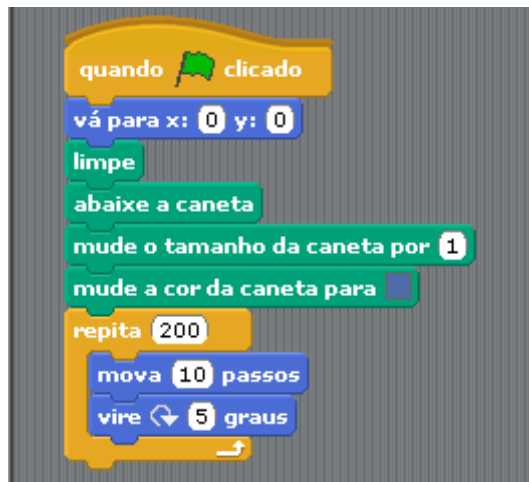 quando clicado
vá para x: 0 y: 0
limpe
abaixe a caneta
mude o tamanho da caneta por 1
mude a cor da caneta para
repita 200
mova 10 passos
vire 5 graus